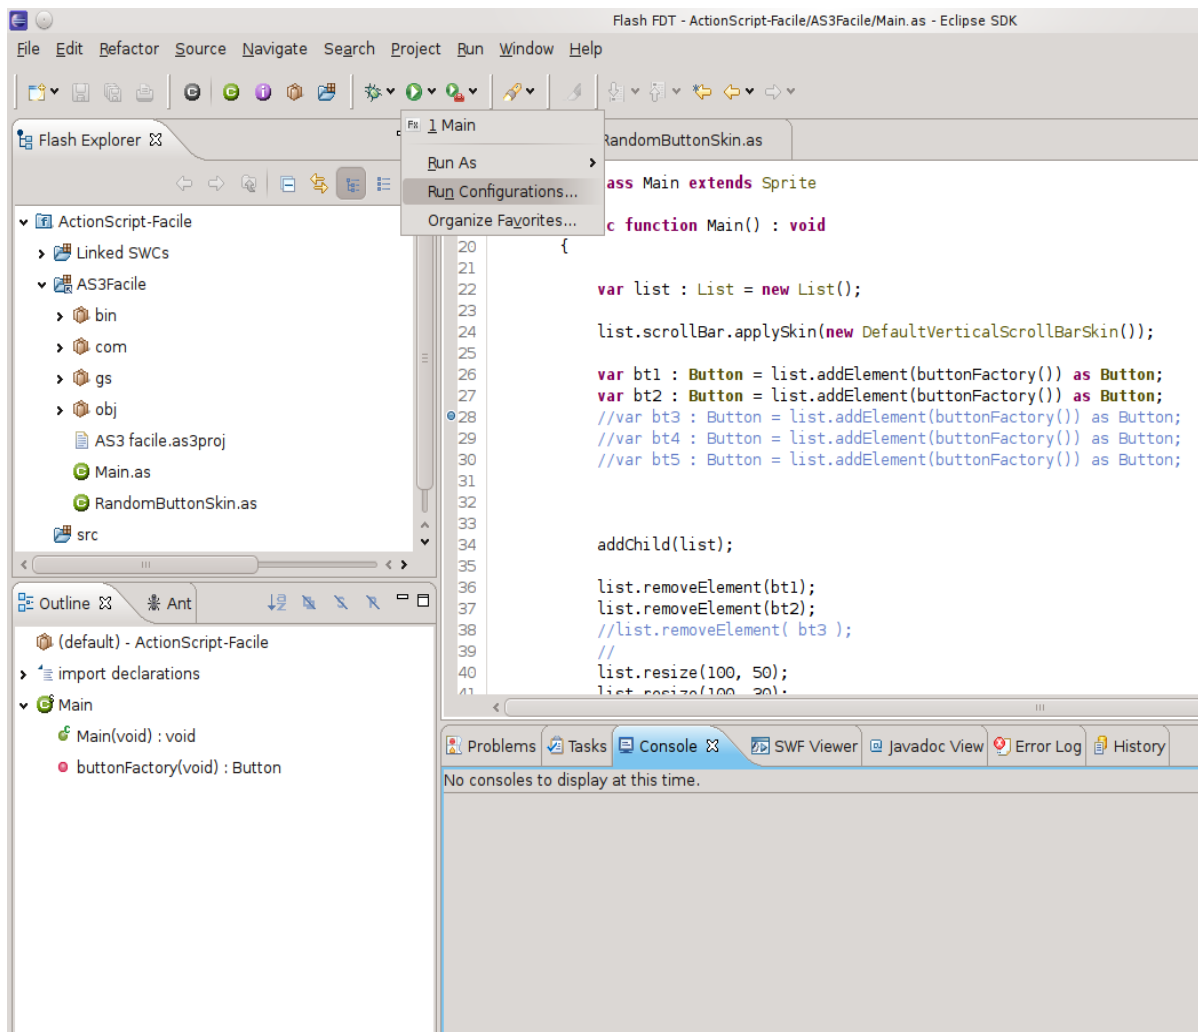 Flash FDT - ActionScript-Facile/AS3Facile/Main.as - Eclipse SDK
File Edit Refactor Source Navigate Search Project Run Window Help
Flash Explorer
1 Main
Run As
Run Configurations...
Organize Favorites...
ActionScript-Facile
Linked SWCs
AS3Facile
bin
com
gs
obj
AS3 facile.as3proj
Main.as
RandomButtonSkin.as
src
RandomButtonSkin.as
ass Main extends Sprite
c function Main() : void
20 {
21
22 var list : List = new List();
23
24 list.scrollBar.applySkin(new DefaultVerticalScrollBarSkin());
25
26 var bt1 : Button = list.addElement(buttonFactory()) as Button;
27 var bt2 : Button = list.addElement(buttonFactory()) as Button;
28 //var bt3 : Button = list.addElement(buttonFactory()) as Button;
29 //var bt4 : Button = list.addElement(buttonFactory()) as Button;
30 //var bt5 : Button = list.addElement(buttonFactory()) as Button;
31
32
33
34 addChild(list);
35
36 list.removeElement(bt1);
37 list.removeElement(bt2);
38 //list.removeElement( bt3 );
39 //
40 list.resize(100, 50);
41 list.resize(100, 30);
Outline Ant
(default) - ActionScript-Facile
import declarations
Main
Main(void) : void
buttonFactory(void) : Button
Problems Tasks Console SWF Viewer Javadoc View Error Log History
No consoles to display at this time.